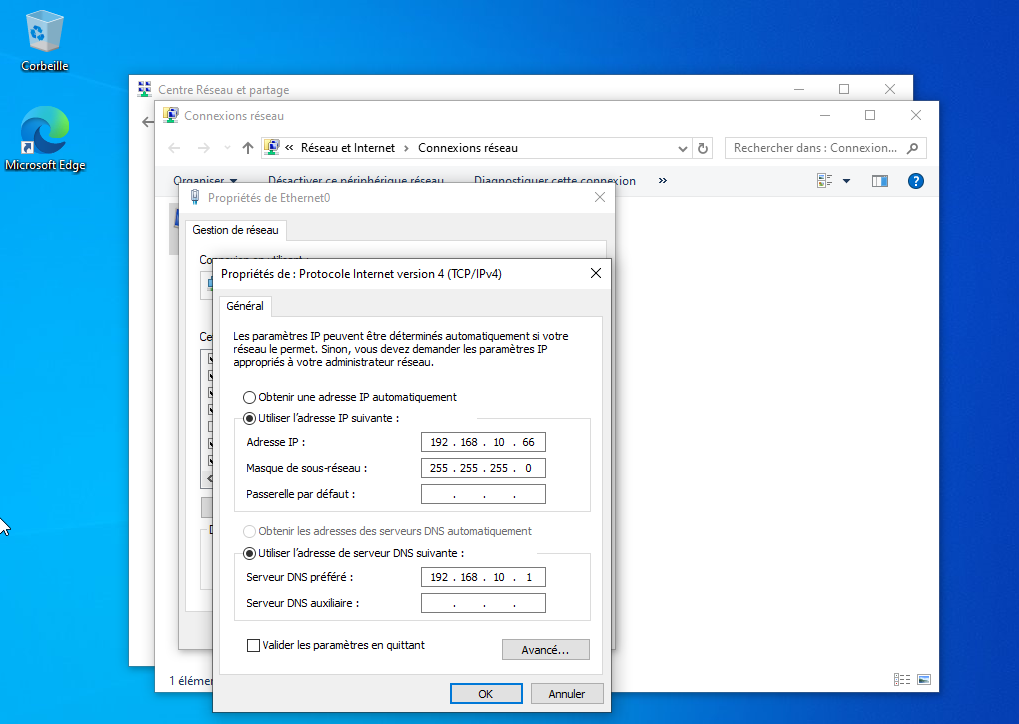 Corbeille
Microsoft Edge
Centre Réseau et partage
Connexions réseau
« Réseau et Internet › Connexions réseau
Rechercher dans : Connexion...
Organiser
Désactiver ce périphérique réseau
Diagnostiquer cette connexion
»
Propriétés de Ethernet0
Gestion de réseau
Connexion en utilisant :
Propriétés de : Protocole Internet version 4 (TCP/IPv4)
Général
Les paramètres IP peuvent être déterminés automatiquement si votre
réseau le permet. Sinon, vous devez demander les paramètres IP
appropriés à votre administrateur réseau.
Obtenir une adresse IP automatiquement
Utiliser l'adresse IP suivante :
Adresse IP : 192 . 168 . 10 . 66
Masque de sous-réseau : 255 . 255 . 255 . 0
Passerelle par défaut : . . .
Obtenir les adresses des serveurs DNS automatiquement
Utiliser l'adresse de serveur DNS suivante :
Serveur DNS préféré : 192 . 168 . 10 . 1
Serveur DNS auxiliaire : . . .
Valider les paramètres en quittant
Avancé...
1 élémen
OK
Annuler